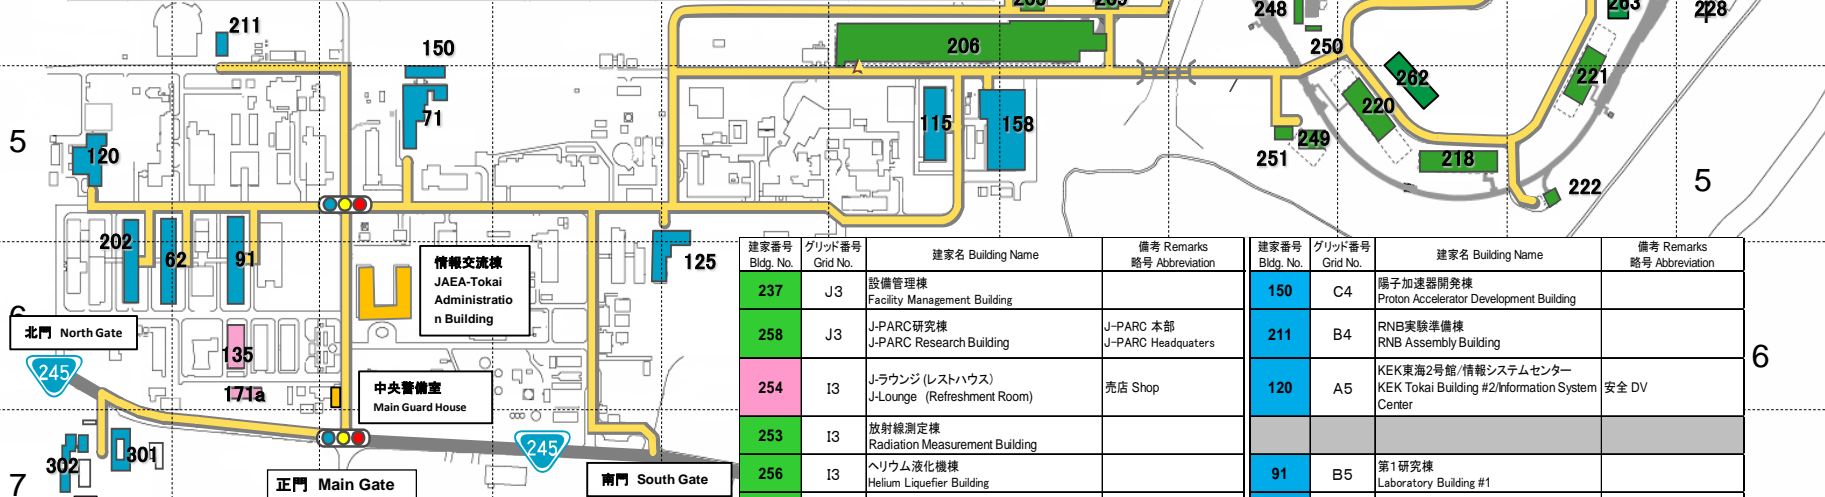 211
150
71
120
5
202
62
91
125
206
115
158
248
250
262
220
221
228
249
251
218
222
5
情報交流棟
JAEA-Tokai
Administratio
n Building
北門 North Gate
245
135
171a
中央警備室
Main Guard House
302
301
7
正門 Main Gate
245
南門 South Gate
6
建家番号 グリッド番号 建家名 Building Name 備考 Remarks
Bldg. No. Grid No. 略号 Abbreviation
237 J3 設備管理棟
Facility Management Building
258 J3 J-PARC研究棟 J-PARC 本部
J-PARC Research Building J-PARC Headquaters
254 I3 J-ラウンジ (レストハウス) 売店 Shop
J-Lounge (Refreshment Room)
253 I3 放射線測定棟
Radiation Measurement Building
256 I3 ヘリウム液化機棟
Helium Liquefier Building
建家番号 グリッド番号 建家名 Building Name 備考 Remarks
Bldg. No. Grid No. 略号 Abbreviation
150 C4 陽子加速器開発棟
Proton Accelerator Development Building
211 B4 RNB実験準備棟
RNB Assembly Building
120 A5 KEK東海2号館/情報システムセンター 安全 DV
KEK Tokai Building #2/Information System
Center
91 B5 第1研究棟
Laboratory Building #1